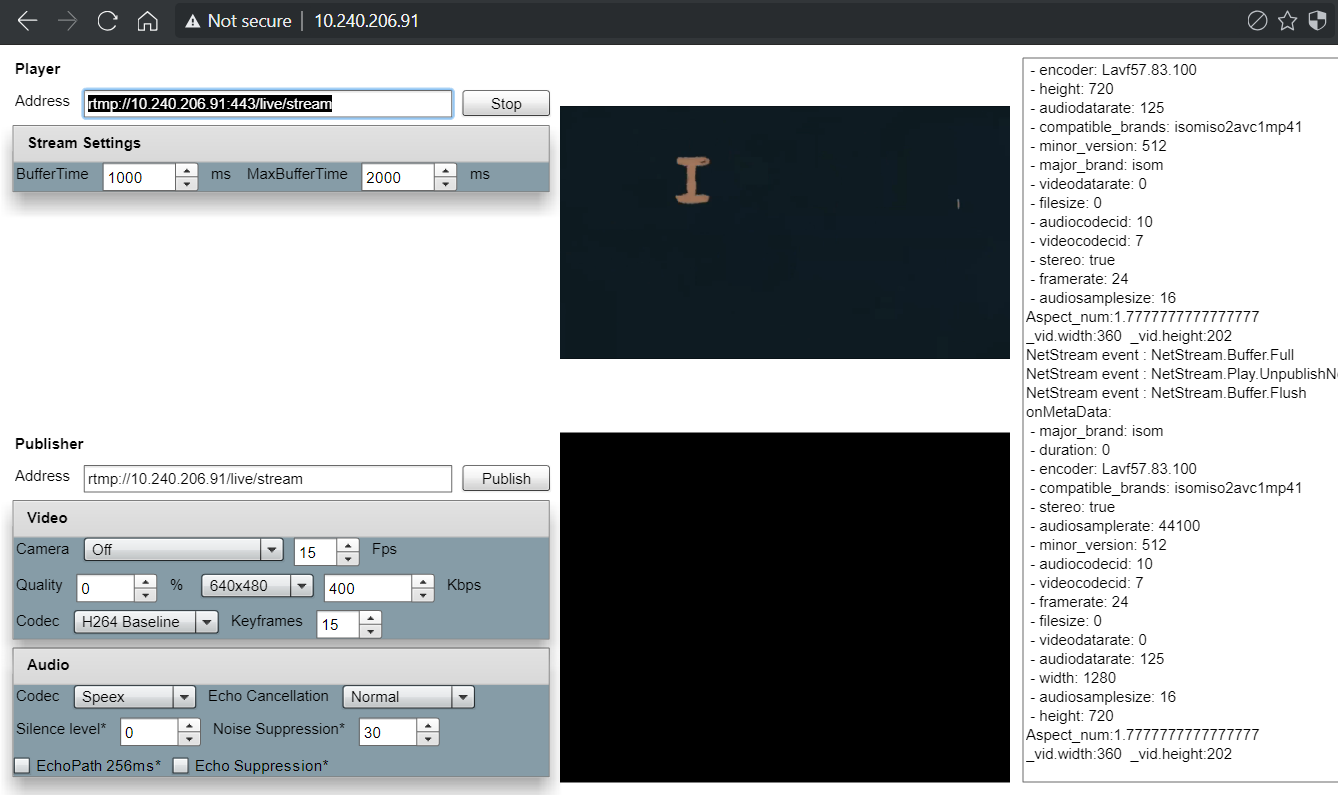 Not secure | 10.240.206.91
Player
Address rtmp://10.240.206.91:443/live/stream Stop
Stream Settings
BufferTime 1000 ms MaxBufferTime 2000 ms
I
Publisher
Address rtmp://10.240.206.91/live/stream Publish
Video
Camera Off 15 Fps
Quality 0 % 640x480 400 Kbps
Codec H264 Baseline Keyframes 15
Audio
Codec Speex Echo Cancellation Normal
Silence level* 0 Noise Suppression* 30
EchoPath 256ms* Echo Suppression*
- encoder: Lavf57.83.100
- height: 720
- audiodatarate: 125
- compatible_brands: isomiso2avc1mp41
- minor_version: 512
- major_brand: isom
- videodatarate: 0
- filesize: 0
- audiocodecid: 10
- videocodecid: 7
- stereo: true
- framerate: 24
- audiosamplesize: 16
Aspect_num:1.7777777777777777
_vid.width:360 _vid.height:202
NetStream event : NetStream.Buffer.Full
NetStream event : NetStream.Play.UnpublishN
NetStream event : NetStream.Buffer.Flush
onMetaData:
- major_brand: isom
- duration: 0
- encoder: Lavf57.83.100
- compatible_brands: isomiso2avc1mp41
- stereo: true
- audiosamplerate: 44100
- minor_version: 512
- audiocodecid: 10
- videocodecid: 7
- framerate: 24
- filesize: 0
- videodatarate: 0
- audiodatarate: 125
- width: 1280
- audiosamplesize: 16
- height: 720
Aspect_num:1.7777777777777777
_vid.width:360 _vid.height:202